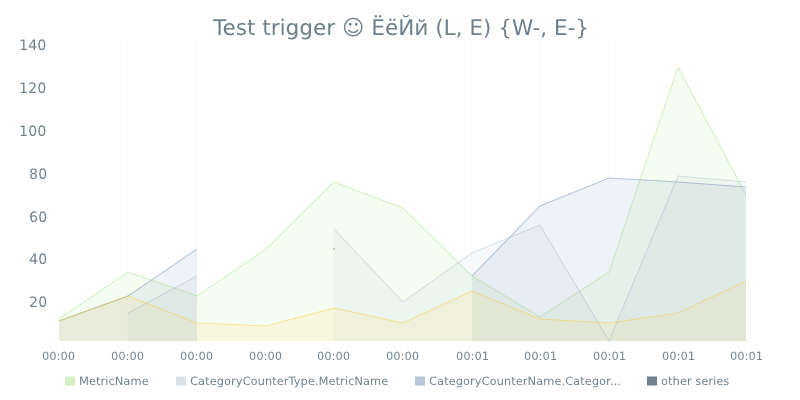 Test trigger ☺ ЁёЙй (L, E) {W-, E-}
140
120
100
80
60
40
20
00:00 00:00 00:00 00:00 00:00 00:00 00:01 00:01 00:01 00:01 00:01
MetricName CategoryCounterType.MetricName CategoryCounterName.Categor... other series